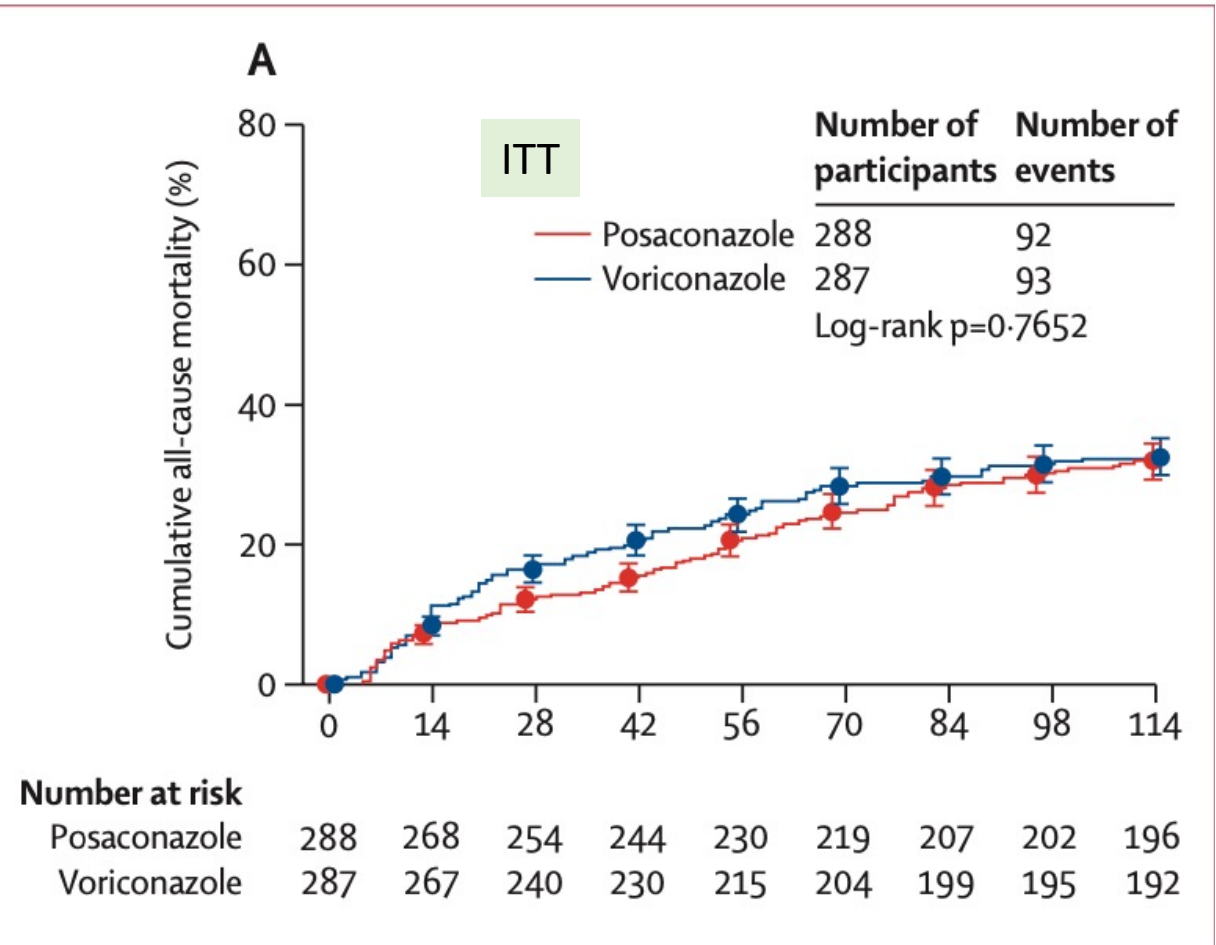 A
80
ITT
Number of participants Number of events
Posaconazole 288 92
Voriconazole 287 93
Log-rank p=0·7652
60
40
20
0
Cumulative all-cause mortality (%)
0 14 28 42 56 70 84 98 114
Number at risk
Posaconazole 288 268 254 244 230 219 207 202 196
Voriconazole 287 267 240 230 215 204 199 195 192